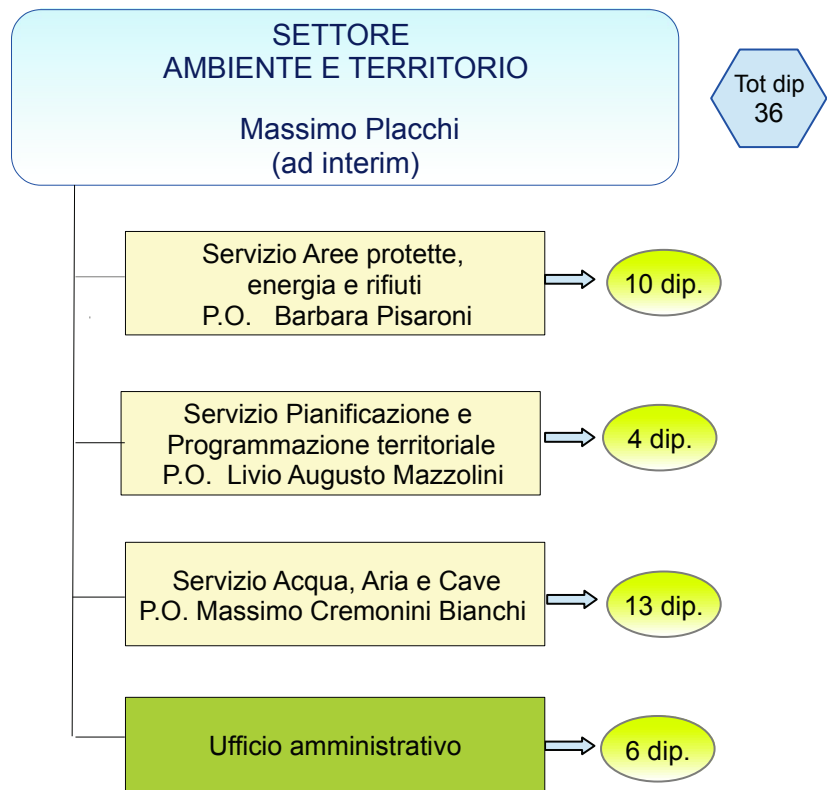 SETTORE
AMBIENTE E TERRITORIO
Massimo Placchi
(ad interim)
Tot dip
36
Servizio Aree protette,
energia e rifiuti
P.O. Barbara Pisaroni
10 dip.
Servizio Pianificazione e
Programmazione territoriale
P.O. Livio Augusto Mazzolini
4 dip.
Servizio Acqua, Aria e Cave
P.O. Massimo Cremonini Bianchi
13 dip.
Ufficio amministrativo
6 dip.